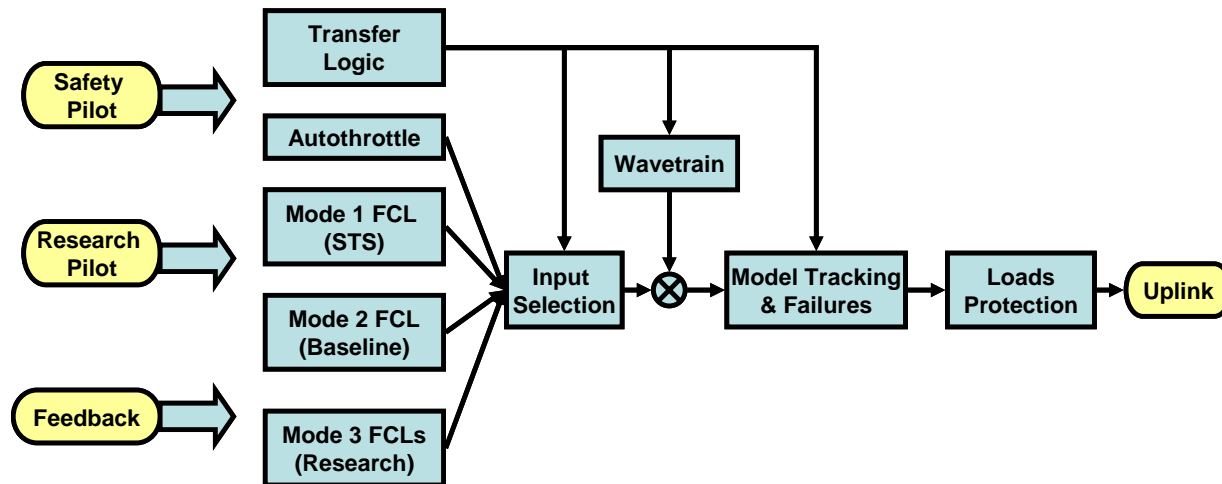 Safety
Pilot
Research
Pilot
Feedback
Transfer
Logic
Autothrottle
Mode 1 FCL
(STS)
Mode 2 FCL
(Baseline)
Mode 3 FCLs
(Research)
Wavetrain
Input
Selection
Model Tracking
& Failures
Loads
Protection
Uplink